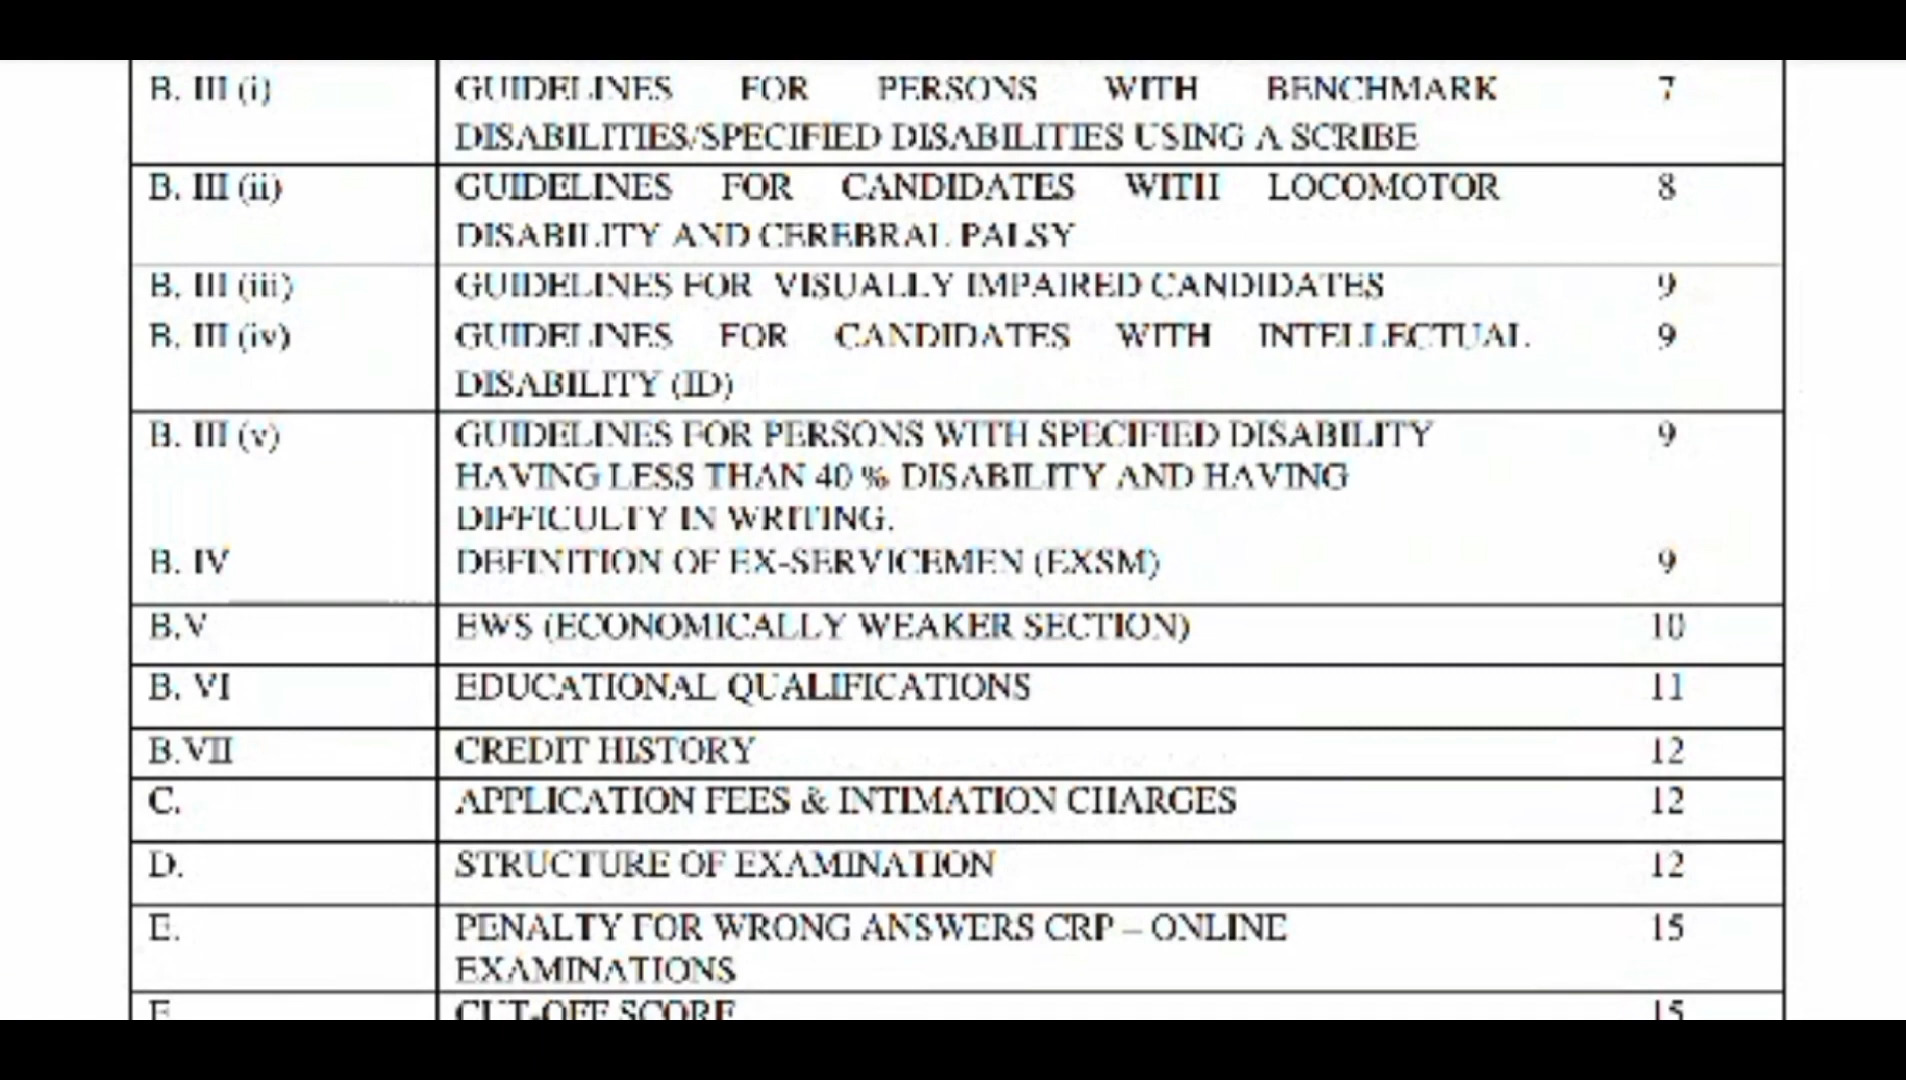 B. III (i) GUIDELINES FOR PERSONS WITH BENCHMARK 7
DISABILITIES/SPECIFIED DISABILITIES USING A SCRIBE
B. III (ii) GUIDELINES FOR CANDIDATES WITH LOCOMOTOR 8
DISABILITY AND CEREBRAL PALSY
B. III (iii) GUIDELINES FOR VISUALLY IMPAIRED CANDIDATES 9
B. III (iv) GUIDELINES FOR CANDIDATES WITH INTELLECTUAL 9
DISABILITY (ID)
B. III (v) GUIDELINES FOR PERSONS WITH SPECIFIED DISABILITY 9
HAVING LESS THAN 40 % DISABILITY AND HAVING
DIFFICULTY IN WRITING.
B. IV DEFINITION OF EX-SERVICEMEN (EXSM) 9
B.V EWS (ECONOMICALLY WEAKER SECTION) 10
B. VI EDUCATIONAL QUALIFICATIONS 11
B.VII CREDIT HISTORY 12
C. APPLICATION FEES & INTIMATION CHARGES 12
D. STRUCTURE OF EXAMINATION 12
E. PENALTY FOR WRONG ANSWERS CRP – ONLINE 15
EXAMINATIONS
F. CUT-OFF SCORE 15